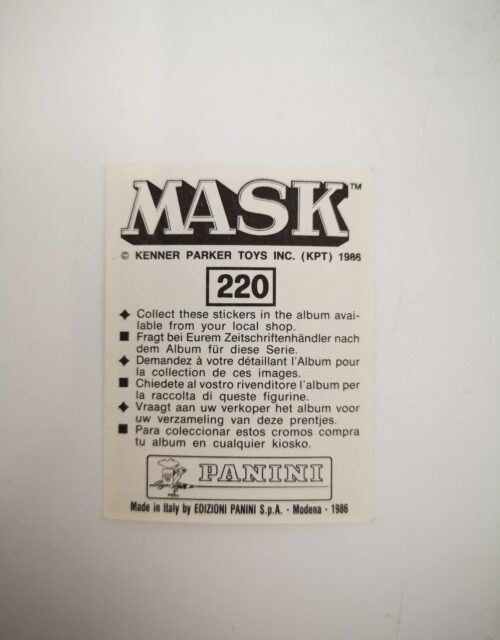 MASK™
© KENNER PARKER TOYS INC. (KPT) 1986
220
◆ Collect these stickers in the album avai-
lable from your local shop.
■ Fragt bei Eurem Zeitschriftenhändler nach
dem Album für diese Serie.
◆ Demandez à votre détaillant l'Album pour
la collection de ces images.
■ Chiedete al vostro rivenditore l'album per
la raccolta di queste figurine.
◆ Vraagt aan uw verkoper het album voor
uw verzameling van deze prentjes.
■ Para coleccionar estos cromos compra
tu album en cualquier kiosko.
PANINI
Made in Italy by EDIZIONI PANINI S.p.A. - Modena - 1986